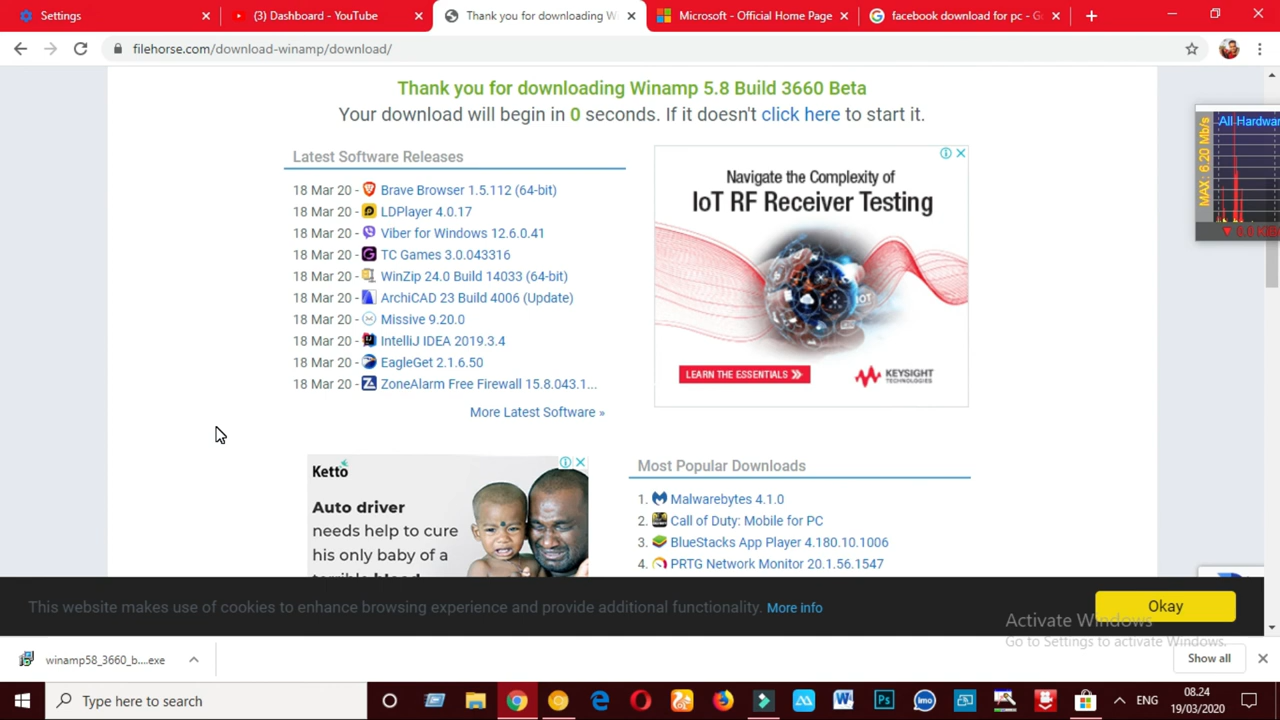 Settings
(3) Dashboard - YouTube
Thank you for downloading Wi
Microsoft - Official Home Page
facebook download for pc - Go
filehorse.com/download-winamp/download/
Thank you for downloading Winamp 5.8 Build 3660 Beta
Your download will begin in 0 seconds. If it doesn't click here to start it.
Latest Software Releases
18 Mar 20 - Brave Browser 1.5.112 (64-bit)
18 Mar 20 - LDPlayer 4.0.17
18 Mar 20 - Viber for Windows 12.6.0.41
18 Mar 20 - TC Games 3.0.043316
18 Mar 20 - WinZip 24.0 Build 14033 (64-bit)
18 Mar 20 - ArchiCAD 23 Build 4006 (Update)
18 Mar 20 - Missive 9.20.0
18 Mar 20 - IntelliJ IDEA 2019.3.4
18 Mar 20 - EagleGet 2.1.6.50
18 Mar 20 - ZoneAlarm Free Firewall 15.8.043.1...
More Latest Software »
Navigate the Complexity of
IoT RF Receiver Testing
IOT
LEARN THE ESSENTIALS
KEYSIGHT
TECHNOLOGIES
All Hardwar
MAX: 6.20 Mb/s
Ketto
Auto driver
needs help to cure
his only baby of a
terrible blood
Most Popular Downloads
1. Malwarebytes 4.1.0
2. Call of Duty: Mobile for PC
3. BlueStacks App Player 4.180.10.1006
4. PRTG Network Monitor 20.1.56.1547
This website makes use of cookies to enhance browsing experience and provide additional functionality. More info
Okay
Activate Windows
Go to Settings to activate Windows.
winamp58_3660_b....exe
Show all
Type here to search
imo
ENG
08.24
19/03/2020